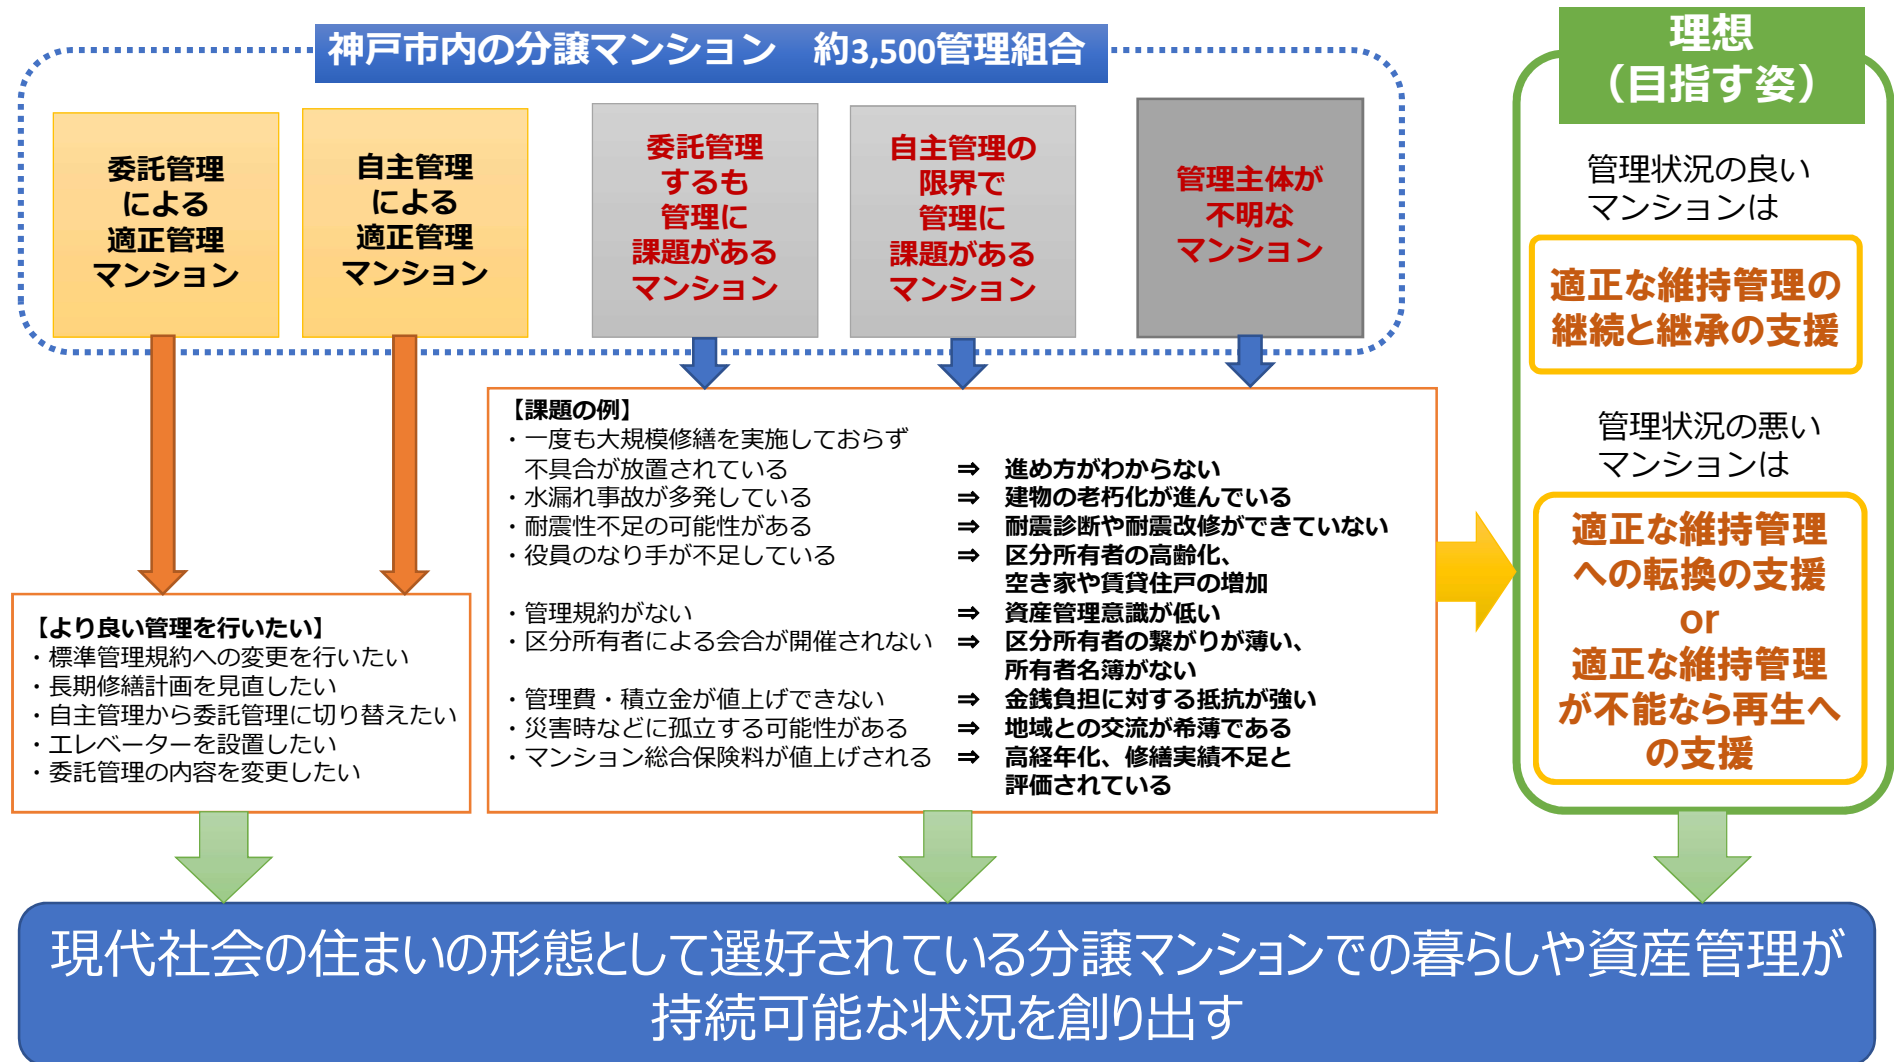 神戸市内の分譲マンション　約3,500管理組合
委託管理
による
適正管理
マンション
自主管理
による
適正管理
マンション
委託管理
するも
管理に
課題がある
マンション
自主管理の
限界で
管理に
課題がある
マンション
管理主体が
不明な
マンション
【より良い管理を行いたい】
・標準管理規約への変更を行いたい
・長期修繕計画を見直したい
・自主管理から委託管理に切り替えたい
・エレベーターを設置したい
・委託管理の内容を変更したい
【課題の例】
・一度も大規模修繕を実施しておらず
不具合が放置されている　⇒　進め方がわからない
・水漏れ事故が多発している　⇒　建物の老朽化が進んでいる
・耐震性不足の可能性がある　⇒　耐震診断や耐震改修ができていない
・役員のなり手が不足している　⇒　区分所有者の高齢化、
空き家や賃貸住戸の増加
・管理規約がない　⇒　資産管理意識が低い
・区分所有者による会合が開催されない　⇒　区分所有者の繋がりが薄い、
所有者名簿がない
・管理費・積立金が値上げできない　⇒　金銭負担に対する抵抗が強い
・災害時などに孤立する可能性がある　⇒　地域との交流が希薄である
・マンション総合保険料が値上げされる　⇒　高経年化、修繕実績不足と
評価されている
理想
（目指す姿）
管理状況の良い
マンションは
適正な維持管理の
継続と継承の支援
管理状況の悪い
マンションは
適正な維持管理
への転換の支援
or
適正な維持管理
が不能なら再生へ
の支援
現代社会の住まいの形態として選好されている分譲マンションでの暮らしや資産管理が
持続可能な状況を創り出す